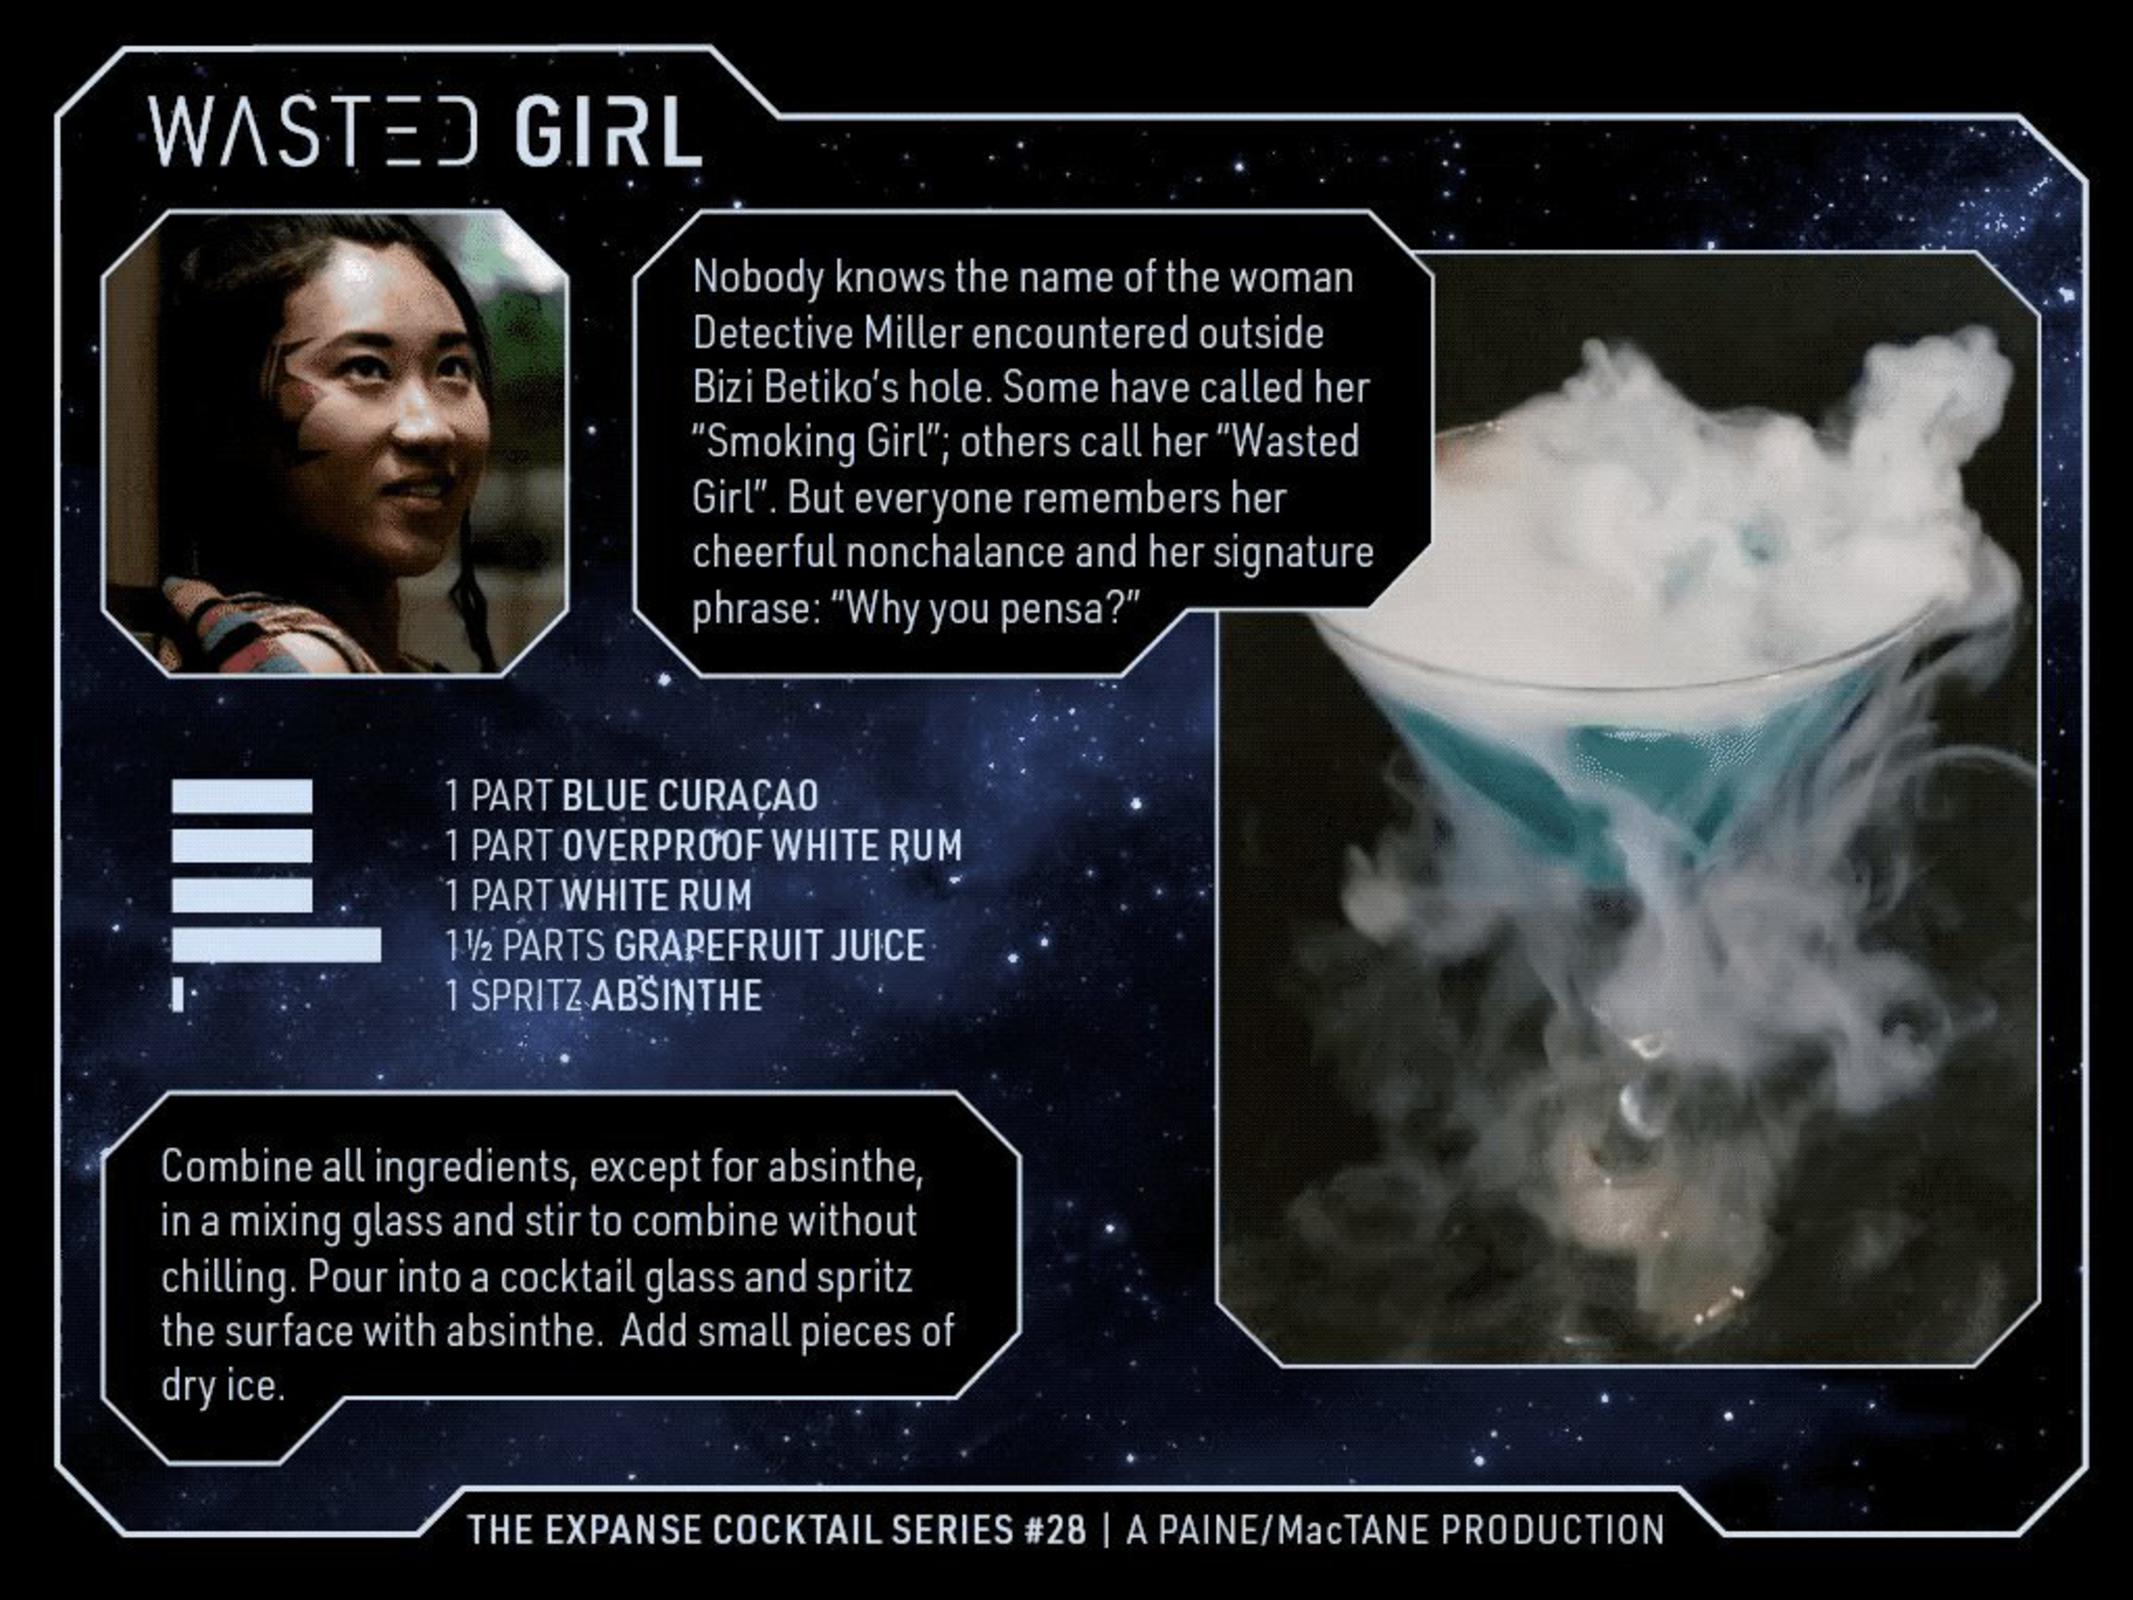 WASTED GIRL
Nobody knows the name of the woman
Detective Miller encountered outside
Bizi Betiko's hole. Some have called her
“Smoking Girl”; others call her “Wasted
Girl”. But everyone remembers her
cheerful nonchalance and her signature
phrase: “Why you pensa?”
1 PART BLUE CURAÇAO
1 PART OVERPROOF WHITE RUM
1 PART WHITE RUM
1½ PARTS GRAPEFRUIT JUICE
1 SPRITZ ABSINTHE
Combine all ingredients, except for absinthe,
in a mixing glass and stir to combine without
chilling. Pour into a cocktail glass and spritz
the surface with absinthe. Add small pieces of
dry ice.
THE EXPANSE COCKTAIL SERIES #28 | A PAINE/MacTANE PRODUCTION